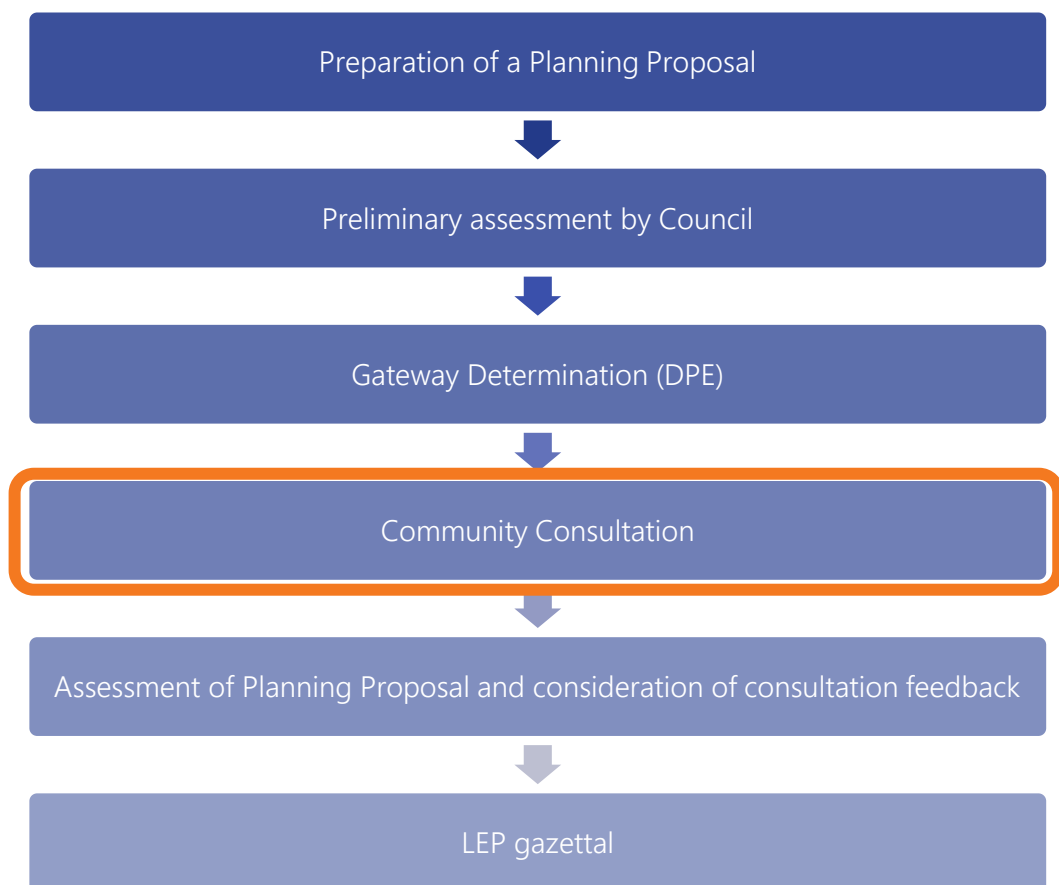 Preparation of a Planning Proposal
Preliminary assessment by Council
Gateway Determination (DPE)
Community Consultation
Assessment of Planning Proposal and consideration of consultation feedback
LEP gazettal